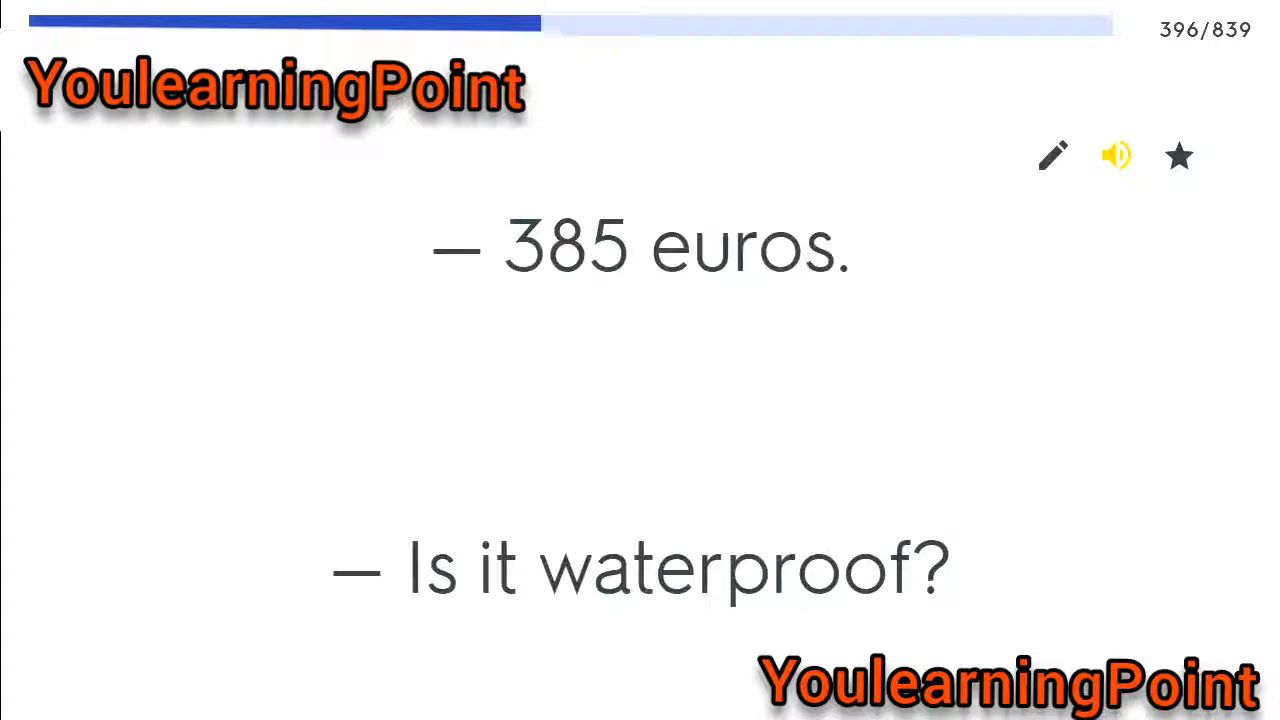 396/839
YoulearningPoint
— 385 euros.
— Is it waterproof?
YoulearningPoint